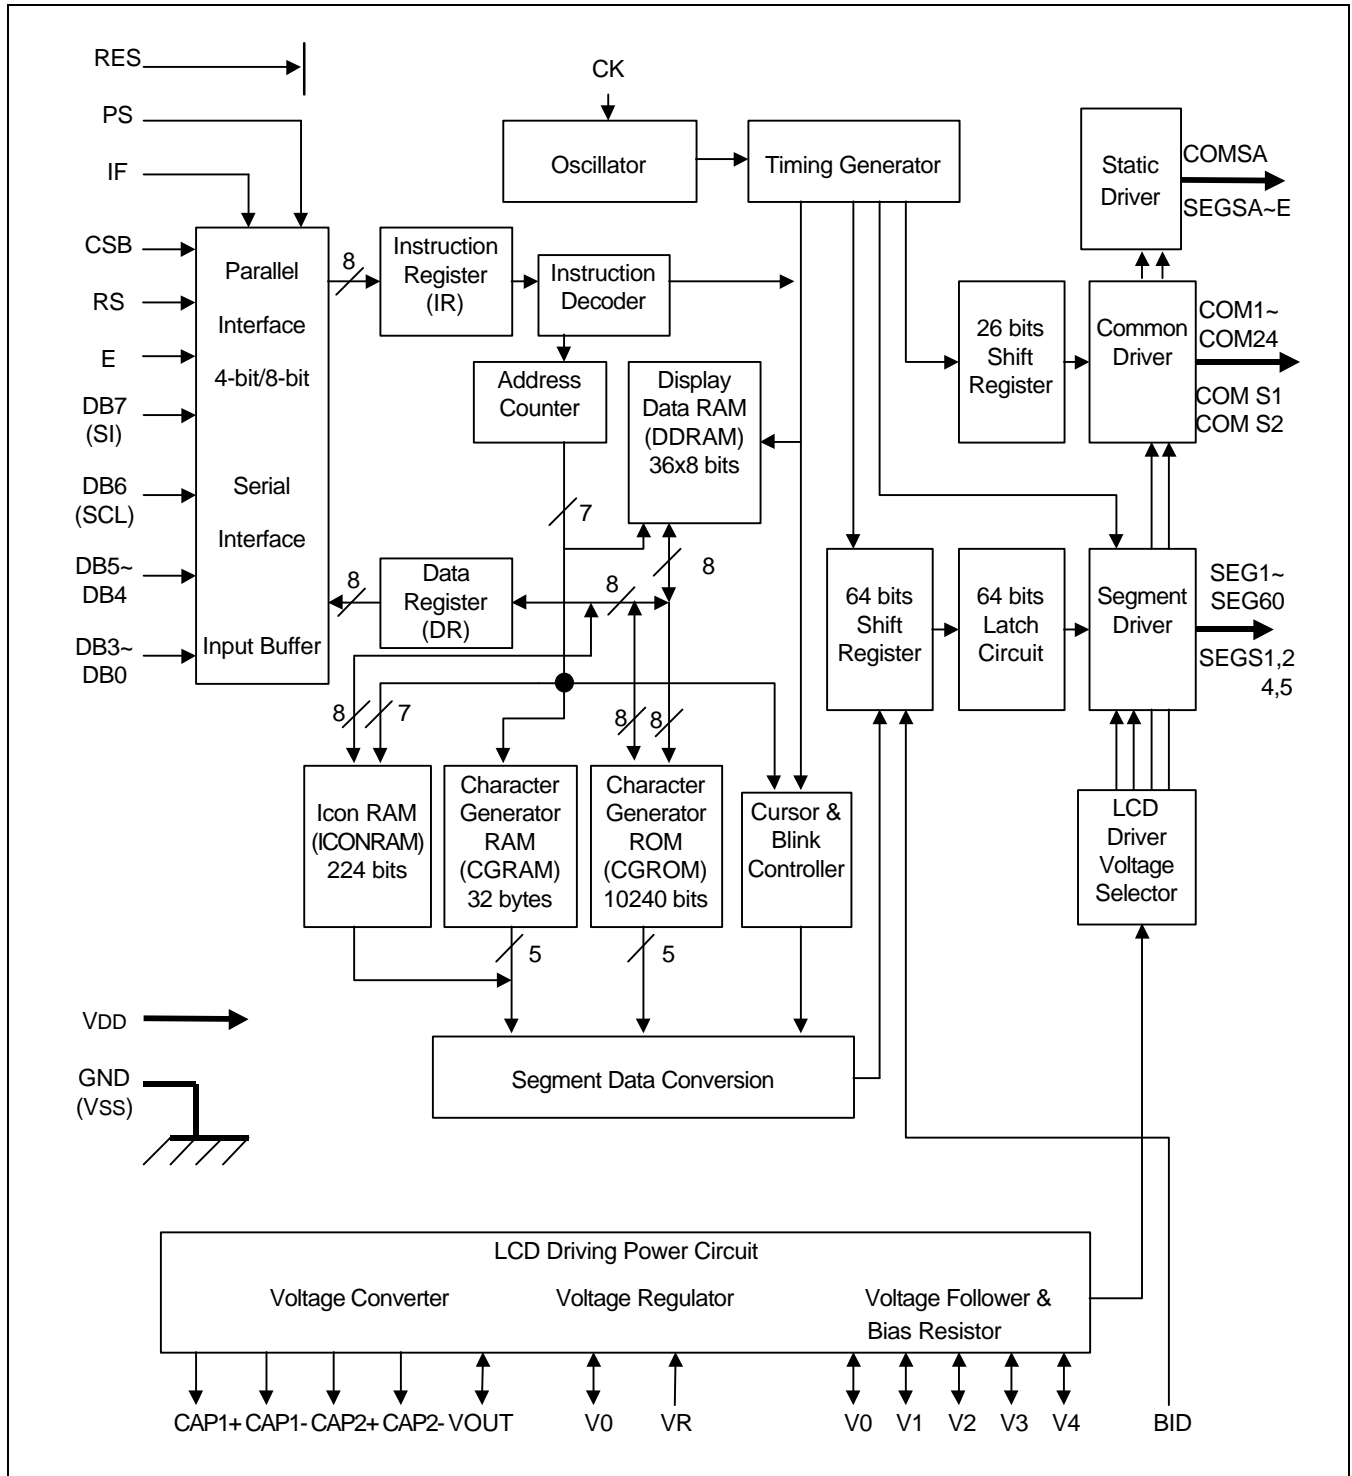 RES
PS
IF
CSB
RS
E
DB7
(SI)
DB6
(SCL)
DB5~
DB4
DB3~
DB0
Parallel
Interface
4-bit/8-bit
Serial
Interface
Input Buffer
CK
Oscillator
Timing Generator
Static
Driver
COMSA
SEGSA~E
8
Instruction
Register
(IR)
Instruction
Decoder
Address
Counter
Display
Data RAM
(DDRAM)
36x8 bits
26 bits
Shift
Register
Common
Driver
COM1~
COM24
COM S1
COM S2
7
8
8
Data
Register
(DR)
8
64 bits
Shift
Register
64 bits
Latch
Circuit
Segment
Driver
SEG1~
SEG60
SEGS1,2
4,5
8
7
8
8
Icon RAM
(ICONRAM)
224 bits
Character
Generator
RAM
(CGRAM)
32 bytes
Character
Generator
ROM
(CGROM)
10240 bits
Cursor &
Blink
Controller
LCD
Driver
Voltage
Selector
5
5
VDD
GND
(VSS)
Segment Data Conversion
LCD Driving Power Circuit
Voltage Converter
Voltage Regulator
Voltage Follower &
Bias Resistor
CAP1+ CAP1- CAP2+ CAP2- VOUT V0 VR V0 V1 V2 V3 V4 BID